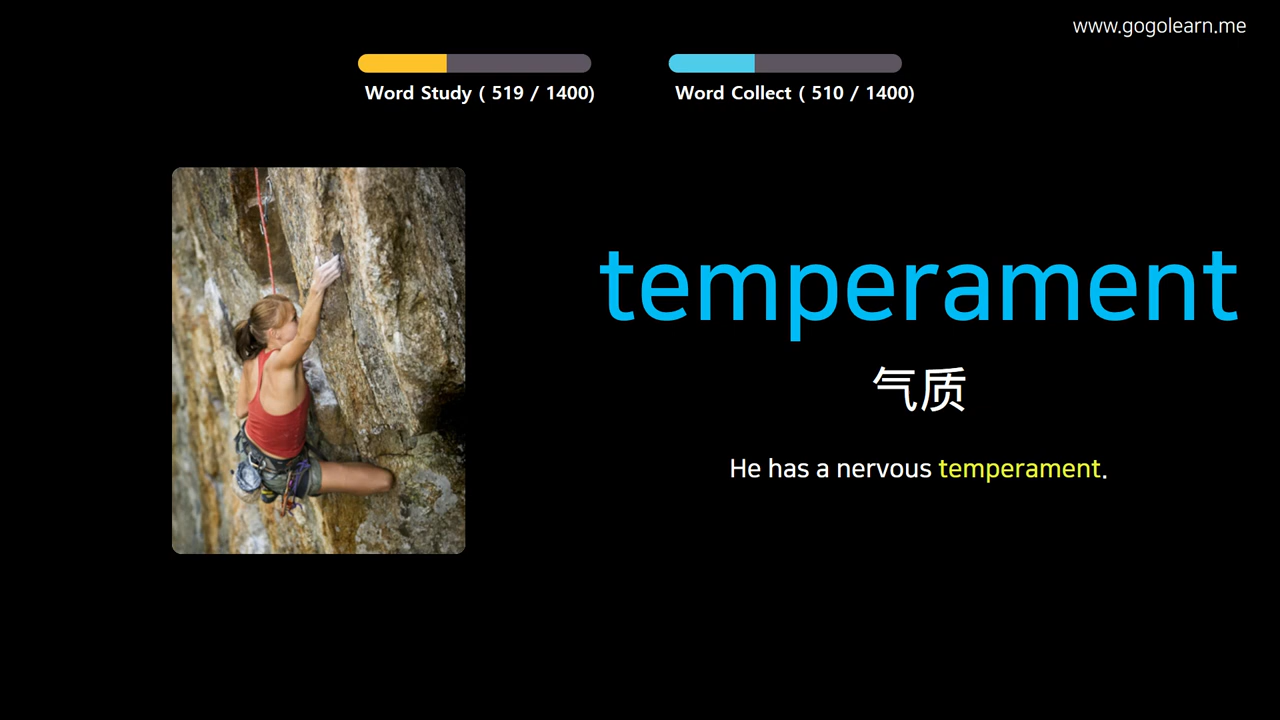 www.gogolearn.me
Word Study ( 519 / 1400)
Word Collect ( 510 / 1400)
temperament
气质
He has a nervous temperament.